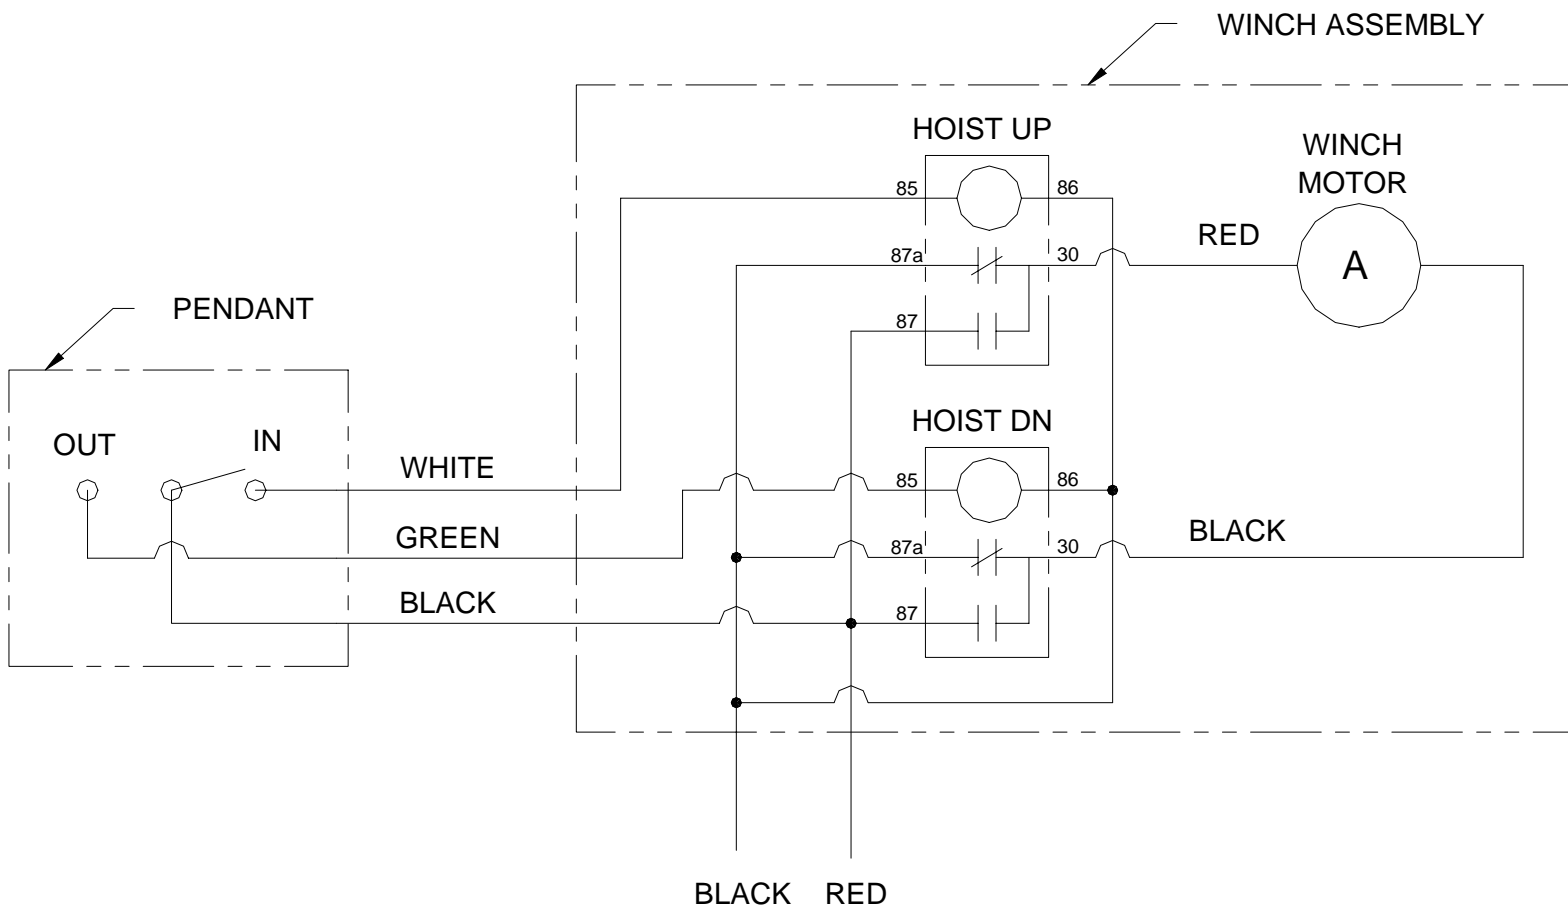 WINCH ASSEMBLY
HOIST UP
WINCH
MOTOR
85
86
RED
87a
30
A
PENDANT
87
HOIST DN
OUT
IN
WHITE
85
86
GREEN
87a
30
BLACK
BLACK
87
BLACK
RED